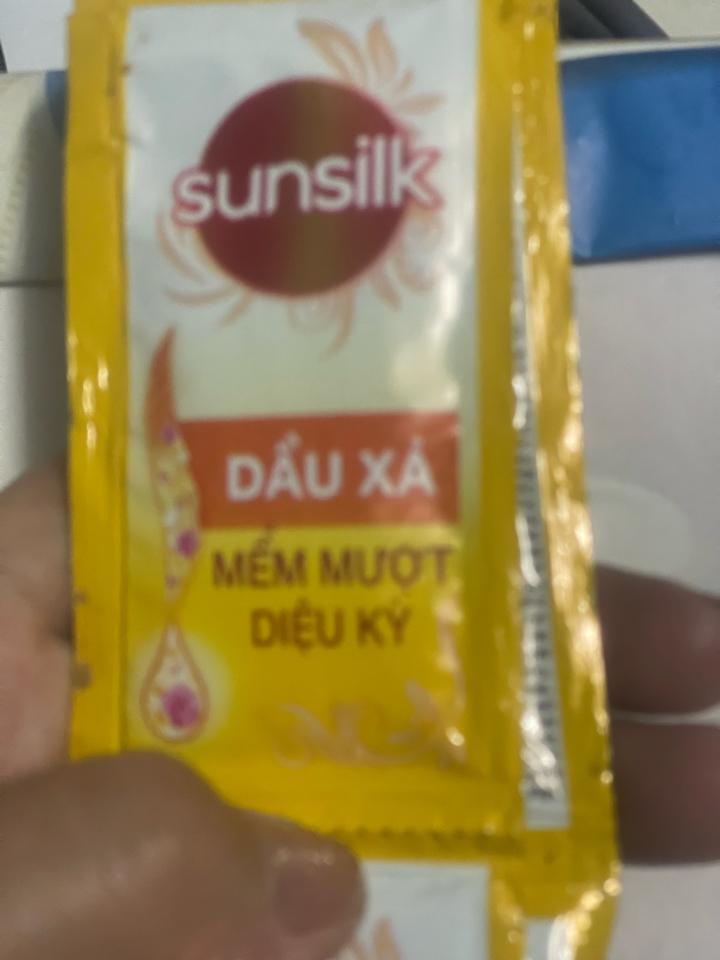 sunsilk
DẦU XẢ
MỀM MƯỢT
DIỆU KỲ